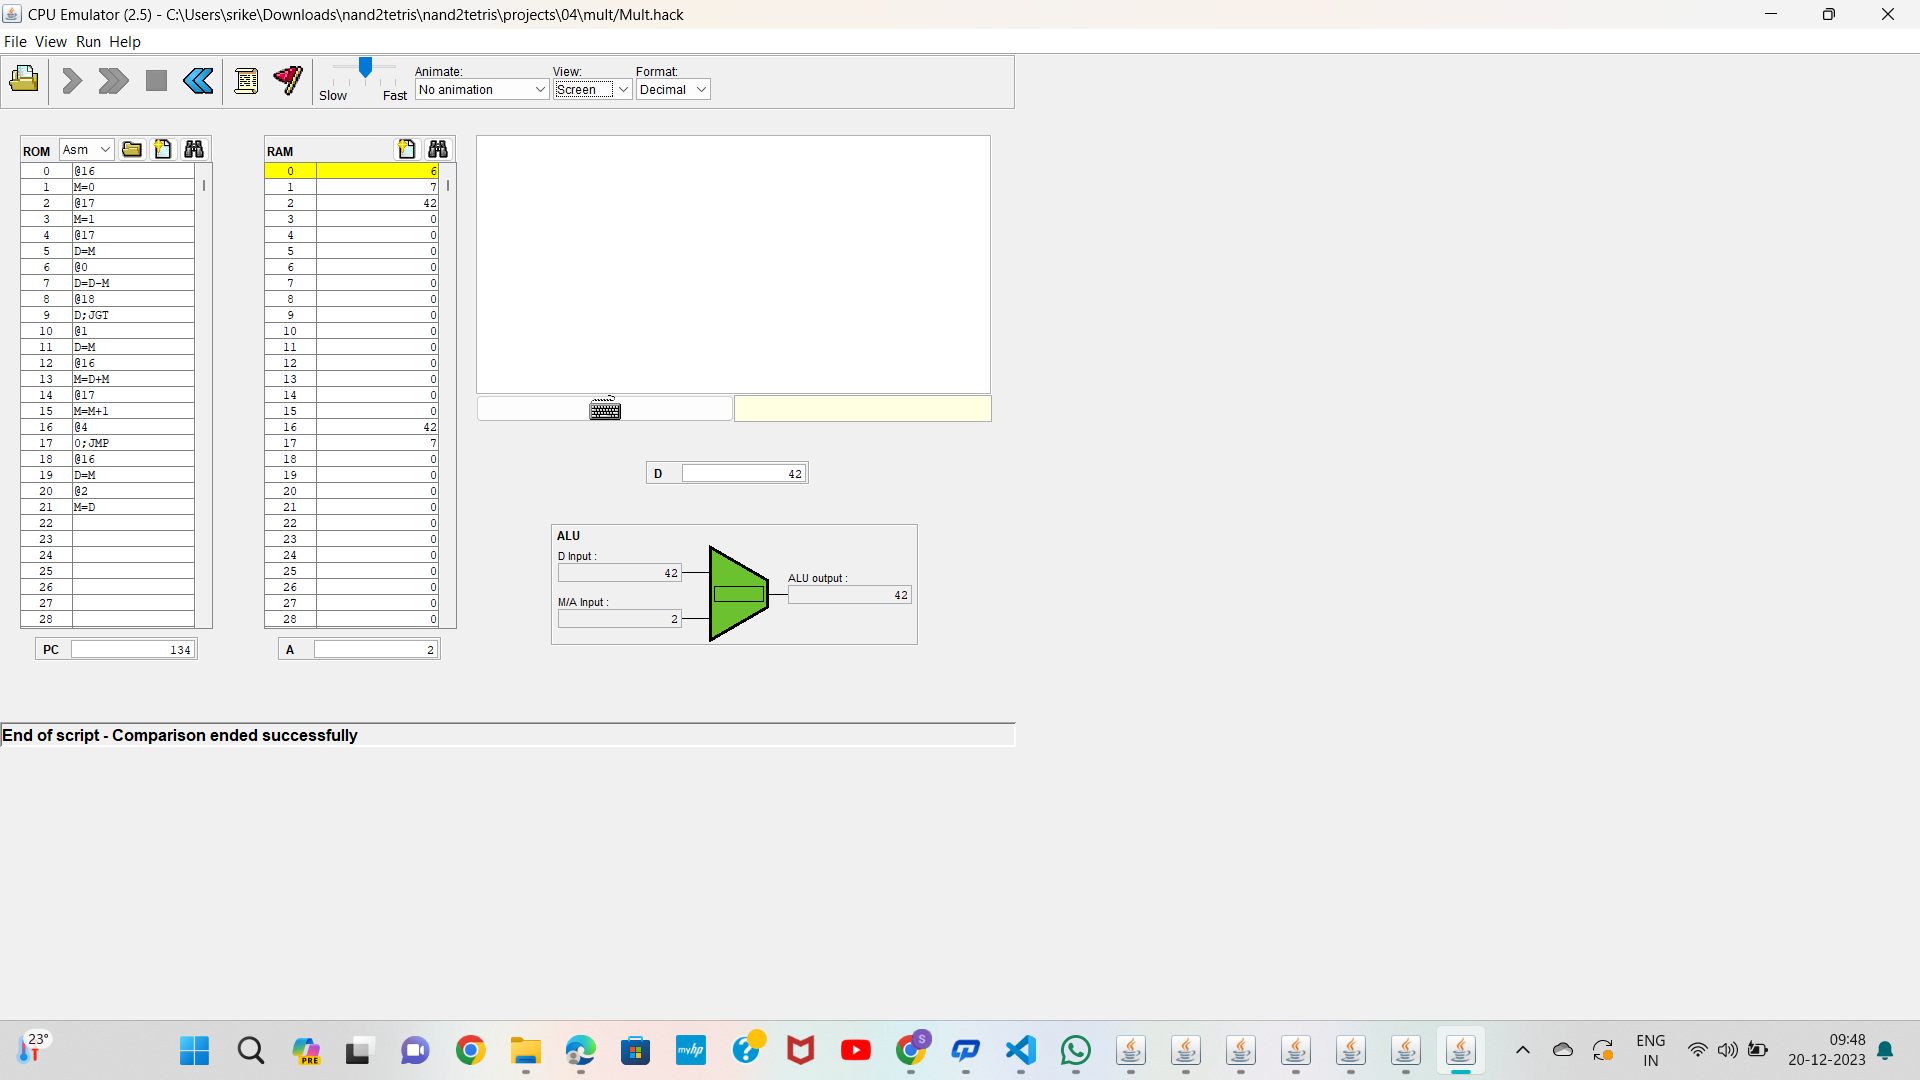 CPU Emulator (2.5) - C:\Users\srike\Downloads\nand2tetris\nand2tetris\projects\04\mult/Mult.hack
File View Run Help
Animate: View: Format:
Slow Fast No animation Screen Decimal
ROM Asm
0 @16
1 M=0
2 @17
3 M=1
4 @17
5 D=M
6 @0
7 D=D-M
8 @18
9 D;JGT
10 @1
11 D=M
12 @16
13 M=D+M
14 @17
15 M=M+1
16 @4
17 0;JMP
18 @16
19 D=M
20 @2
21 M=D
22
23
24
25
26
27
28
PC 134
RAM
0 6
1 7
2 42
3 0
4 0
5 0
6 0
7 0
8 0
9 0
10 0
11 0
12 0
13 0
14 0
15 0
16 42
17 7
18 0
19 0
20 0
21 0
22 0
23 0
24 0
25 0
26 0
27 0
28 0
A 2
D 42
ALU
D Input :
42
M/A Input :
2
ALU output :
42
End of script - Comparison ended successfully
23°
PRE
myhp
S
ENG
IN
09:48
20-12-2023